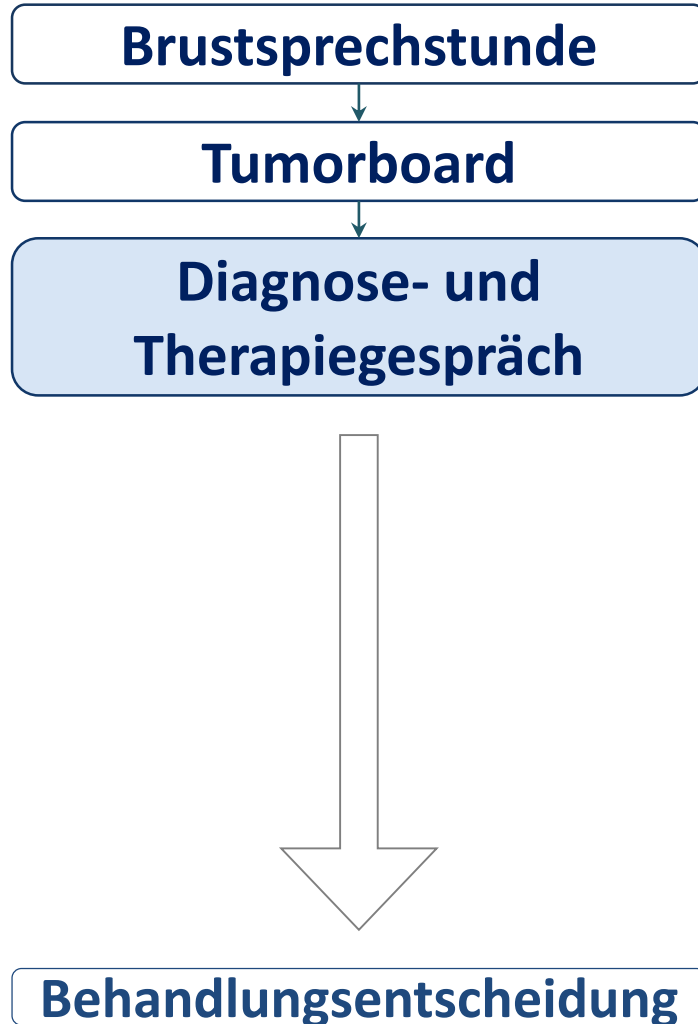 Brustsprechstunde
Tumorboard
Diagnose- und
Therapiegespräch
Behandlungsentscheidung